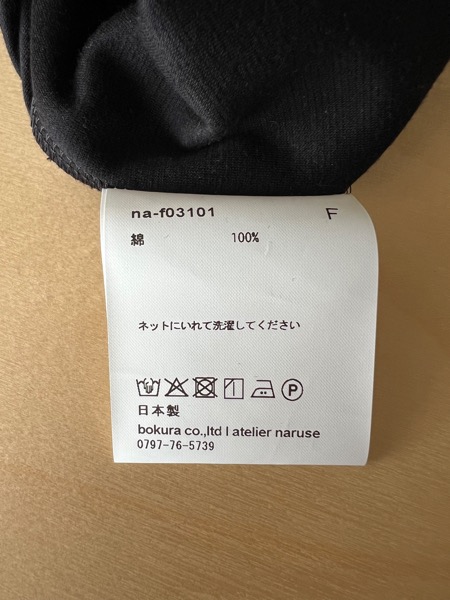 na-f03101 F
綿 100%
ネットにいれて洗濯してください
P
日本製
bokura co.,ltd l atelier naruse
0797-76-5739